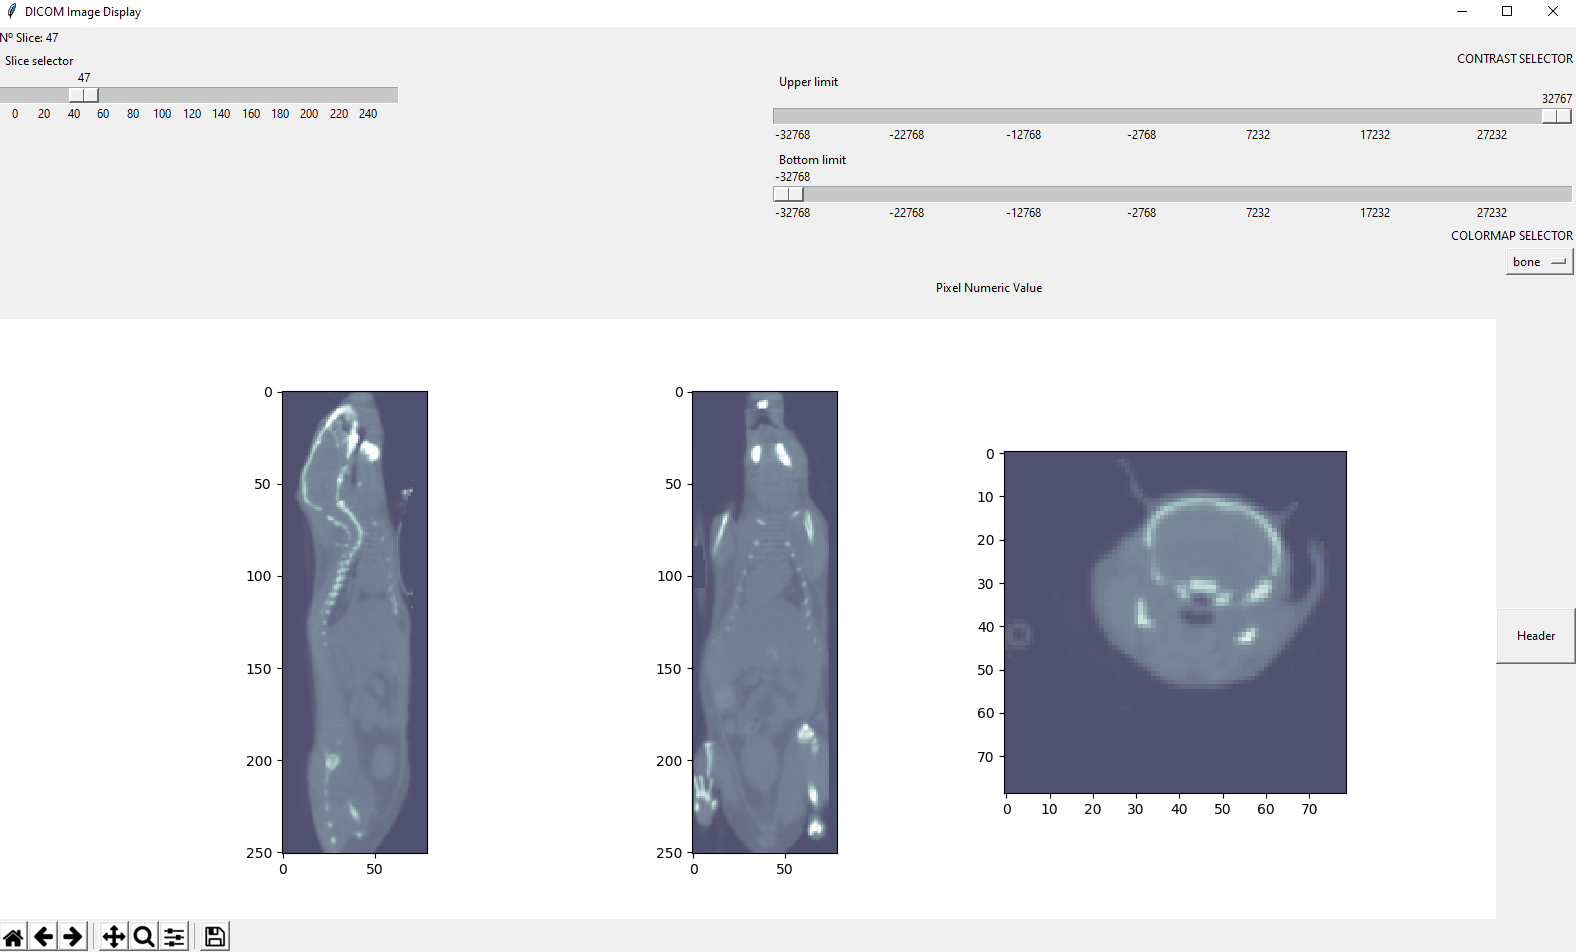 DICOM Image Display
Nº Slice: 47
Slice selector
47
0 20 40 60 80 100 120 140 160 180 200 220 240
CONTRAST SELECTOR
Upper limit
32767
-32768 -22768 -12768 -2768 7232 17232 27232
Bottom limit
-32768
-32768 -22768 -12768 -2768 7232 17232 27232
COLORMAP SELECTOR
bone
Pixel Numeric Value
0
50
100
150
200
250
0 50
0
50
100
150
200
250
0 50
0
10
20
30
40
50
60
70
0 10 20 30 40 50 60 70
Header